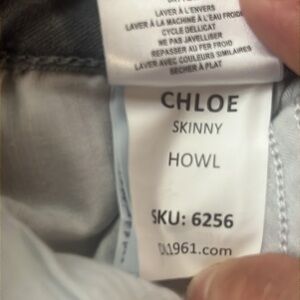 LAVER À L'ENVERS
LAVER À LA MACHINE À L'EAU FROIDE
CYCLE DELICAT
NE PAS JAVELLISER
REPASSER AU FER FROID
LAVER AVEC COULEURS SIMILAIRES
SÉCHER À PLAT
CHLOE
SKINNY
HOWL
SKU: 6256
DL1961.com